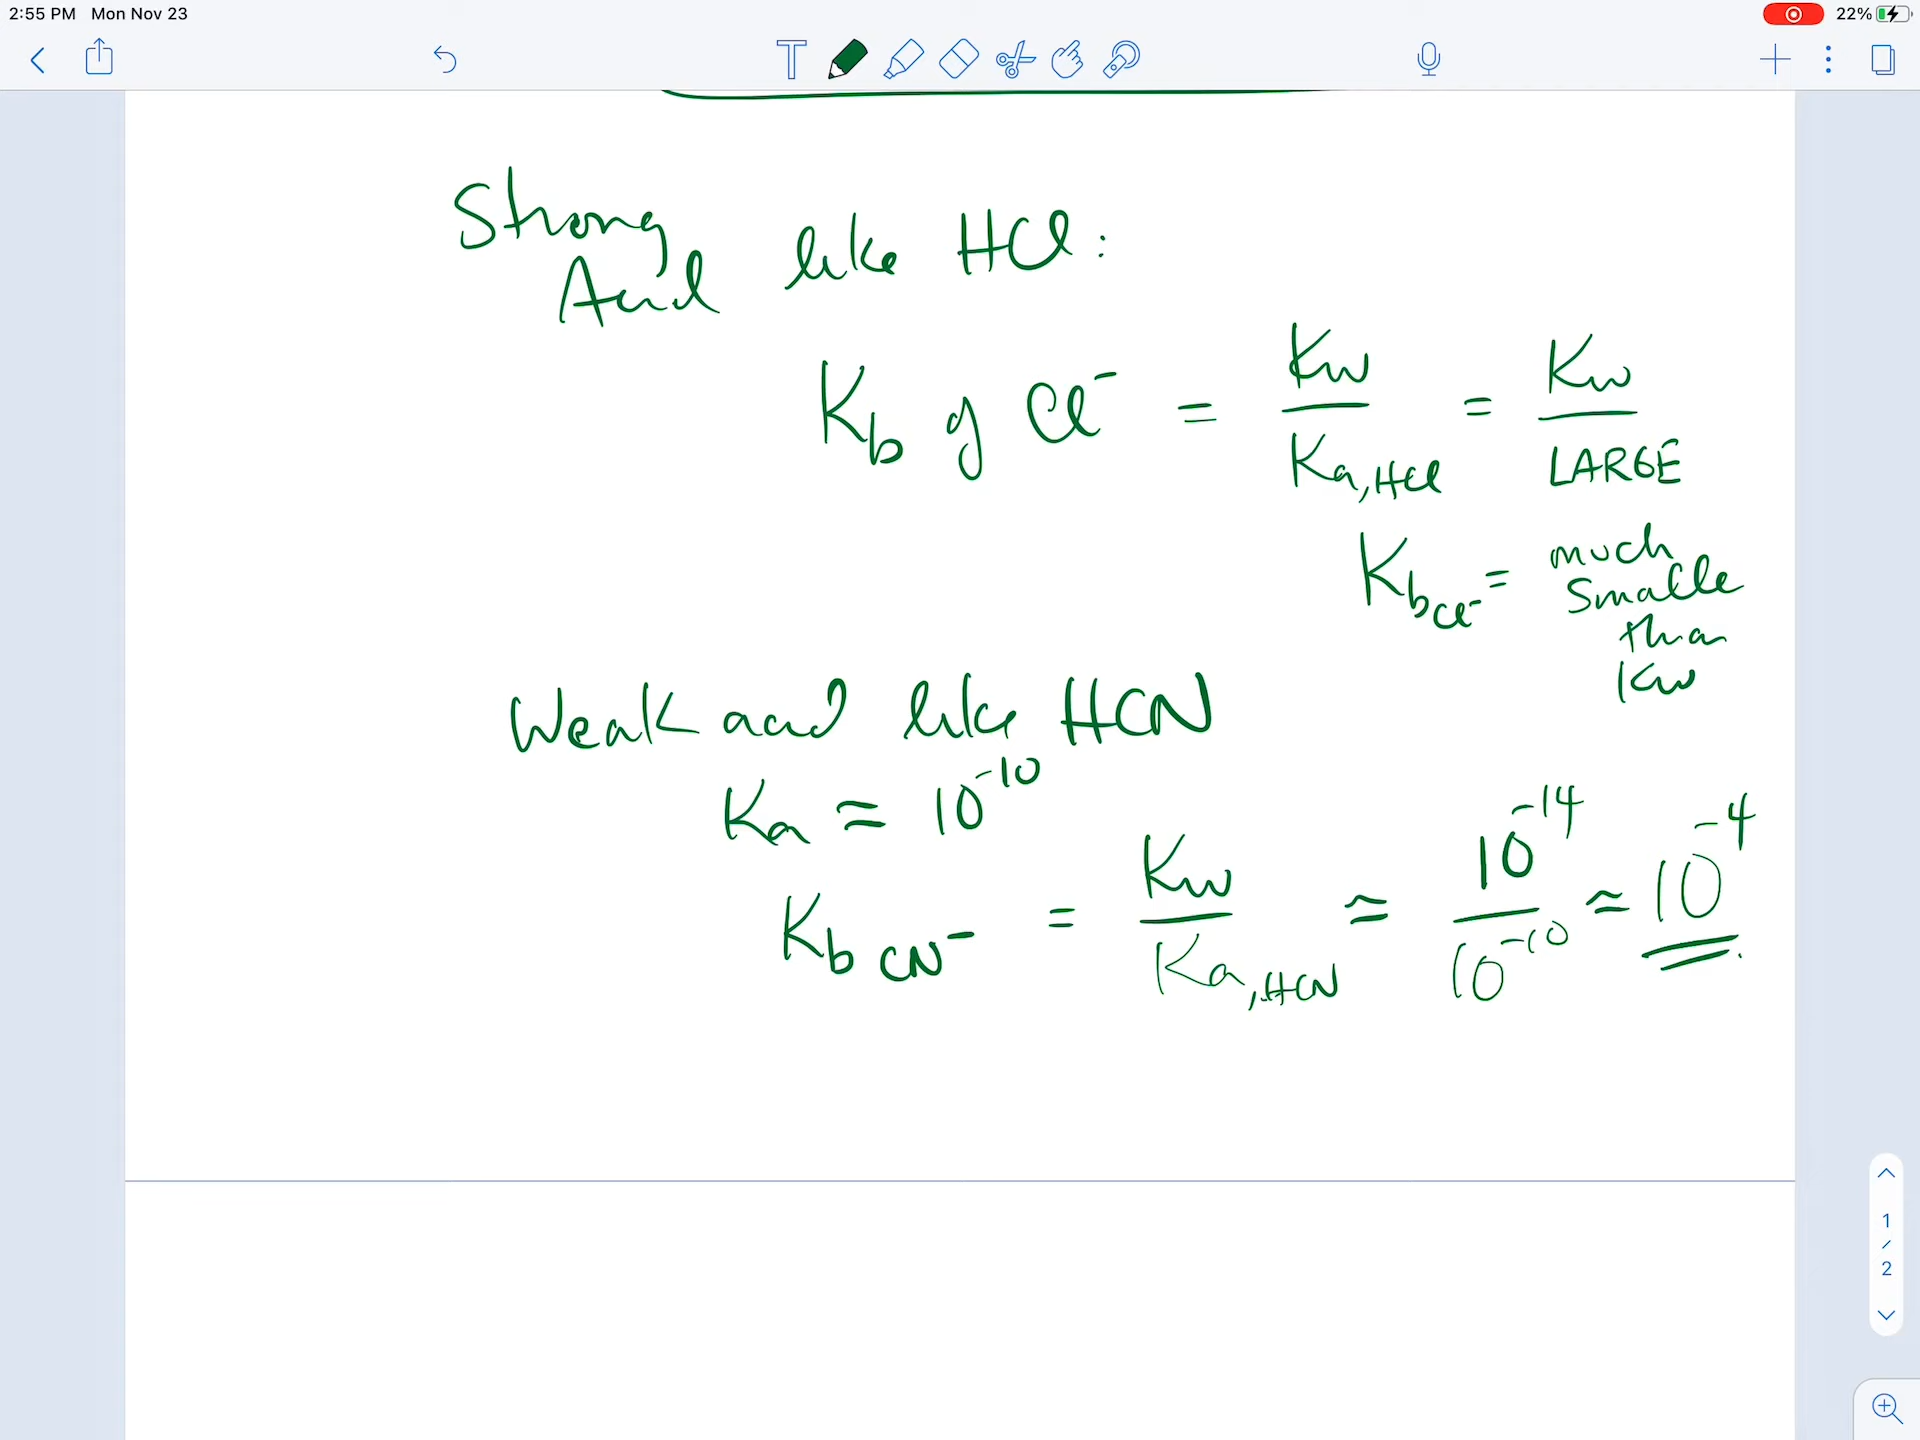 2:55 PM Mon Nov 23
22%
T
Strong
Acid like HCl:
Kb of Cl⁻ = Kw / Ka,HCl = Kw / LARGE
KbCl⁻ = much
smaller
than
Kw
Weak acid like HCN
Ka ≈ 10⁻¹⁰
Kb CN⁻ = Kw / Ka,HCN ≈ 10⁻¹⁴ / 10⁻¹⁰ ≈ 10⁻⁴
1
/
2